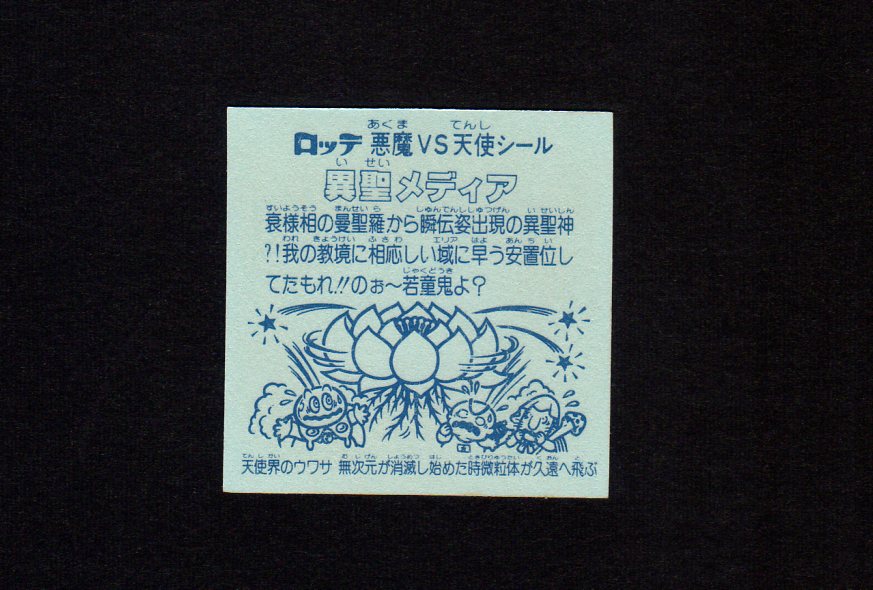 ロッテ 悪魔VS天使シール
異聖メディア
衰様相の曼聖羅から瞬伝姿出現の異聖神
?!我の教境に相応しい域に早う安置位し
てたもれ!!のぉ〜若童鬼よ?
天使界のウワサ 無次元が消滅し始めた時微粒体が久遠へ飛ぶ